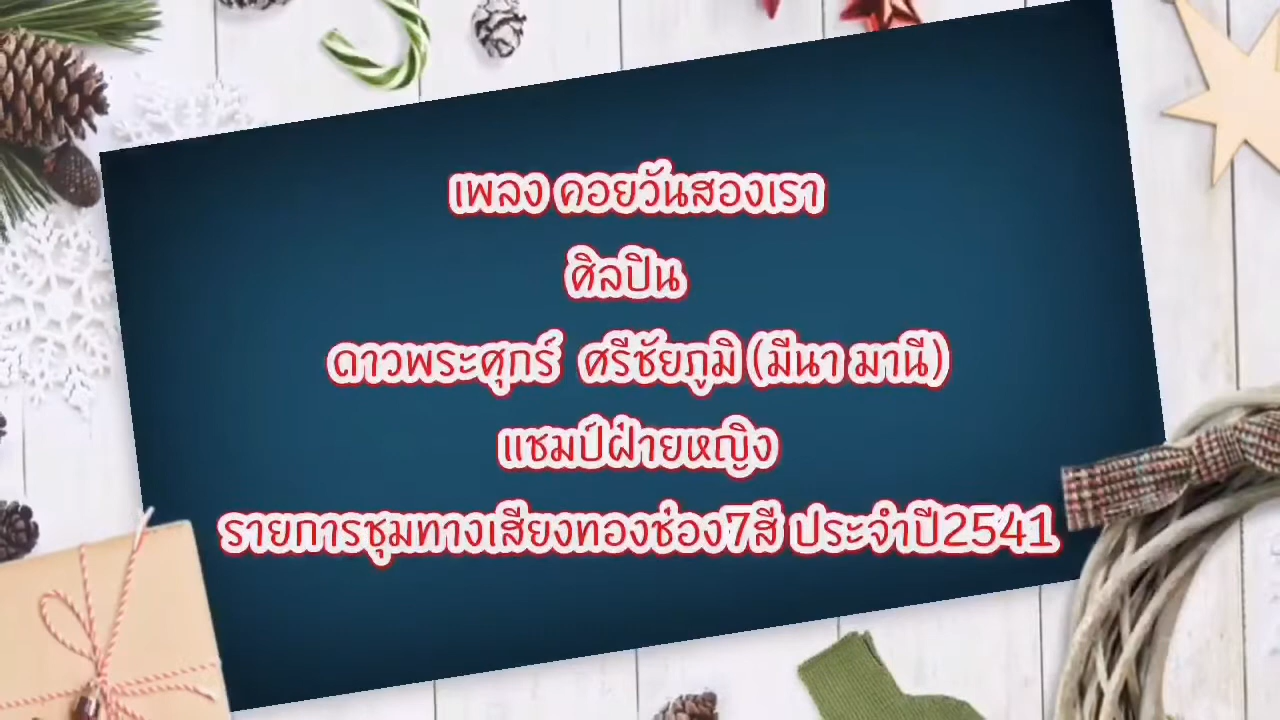 เพลง คอยวันสองเรา
ศิลปิน
ดาวพระศุกร์ ศรีชัยภูมิ (มีนา มานี)
แชมป์ฝ่ายหญิง
รายการชุมทางเสียงทองช่อง7สี ประจำปี2541